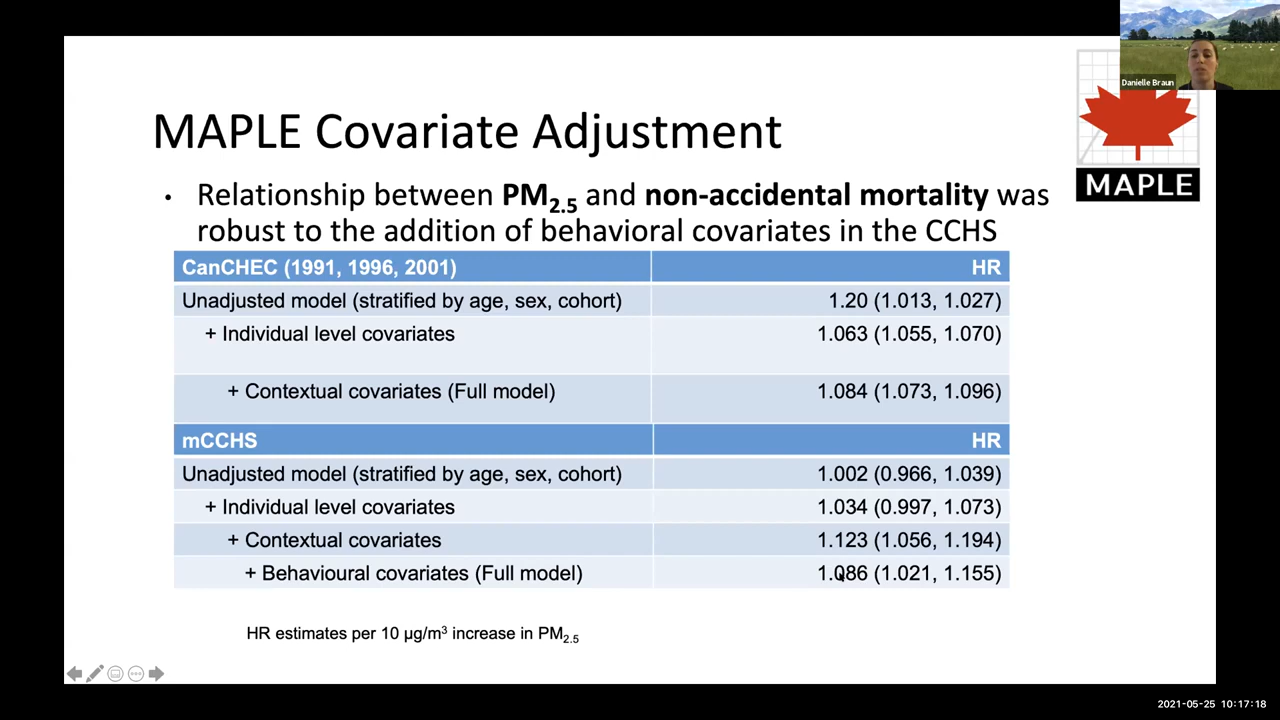 Danielle Braun
MAPLE
MAPLE Covariate Adjustment
• Relationship between PM2.5 and non-accidental mortality was
robust to the addition of behavioral covariates in the CCHS
CanCHEC (1991, 1996, 2001) HR
Unadjusted model (stratified by age, sex, cohort) 1.20 (1.013, 1.027)
+ Individual level covariates 1.063 (1.055, 1.070)
+ Contextual covariates (Full model) 1.084 (1.073, 1.096)
mCCHS HR
Unadjusted model (stratified by age, sex, cohort) 1.002 (0.966, 1.039)
+ Individual level covariates 1.034 (0.997, 1.073)
+ Contextual covariates 1.123 (1.056, 1.194)
+ Behavioural covariates (Full model) 1.086 (1.021, 1.155)
HR estimates per 10 µg/m³ increase in PM2.5
2021-05-25 10:17:18